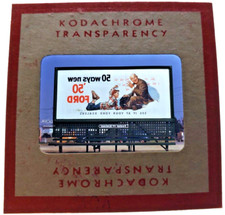 KODACHROME
TRANSPARENCY
50 ways new
'50
FORD
KODACHROME
TRANSPARENCY